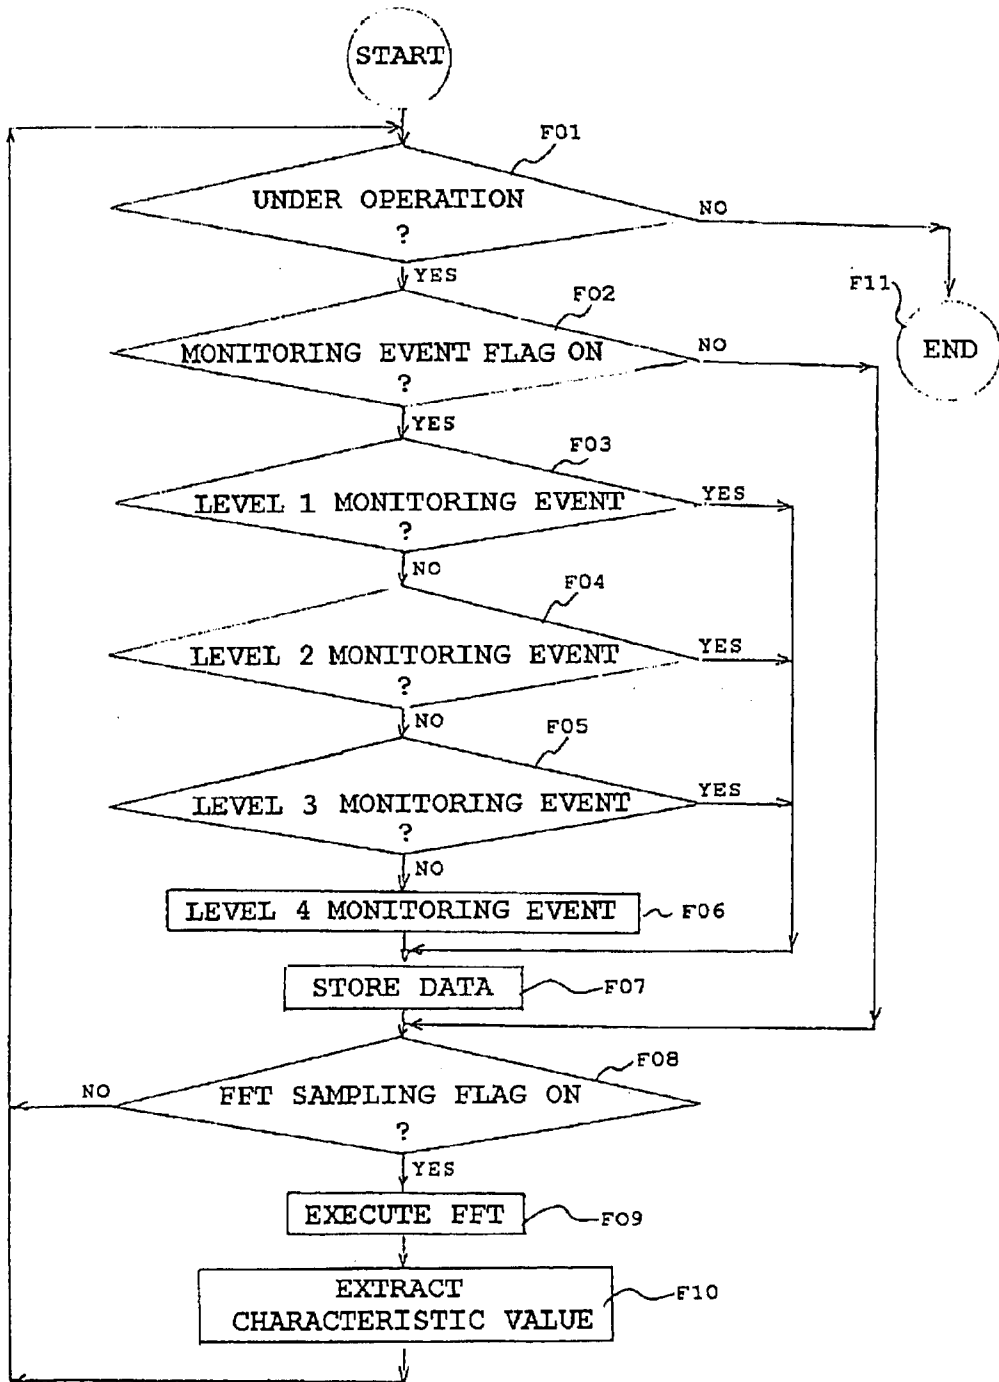 START
F01
UNDER OPERATION
?
NO
YES
F11
END
F02
MONITORING EVENT FLAG ON
?
NO
YES
F03
LEVEL 1 MONITORING EVENT
?
YES
NO
F04
LEVEL 2 MONITORING EVENT
?
YES
NO
F05
LEVEL 3 MONITORING EVENT
?
YES
NO
LEVEL 4 MONITORING EVENT
F06
STORE DATA
F07
F08
FFT SAMPLING FLAG ON
?
NO
YES
EXECUTE FFT
F09
EXTRACT
CHARACTERISTIC VALUE
F10